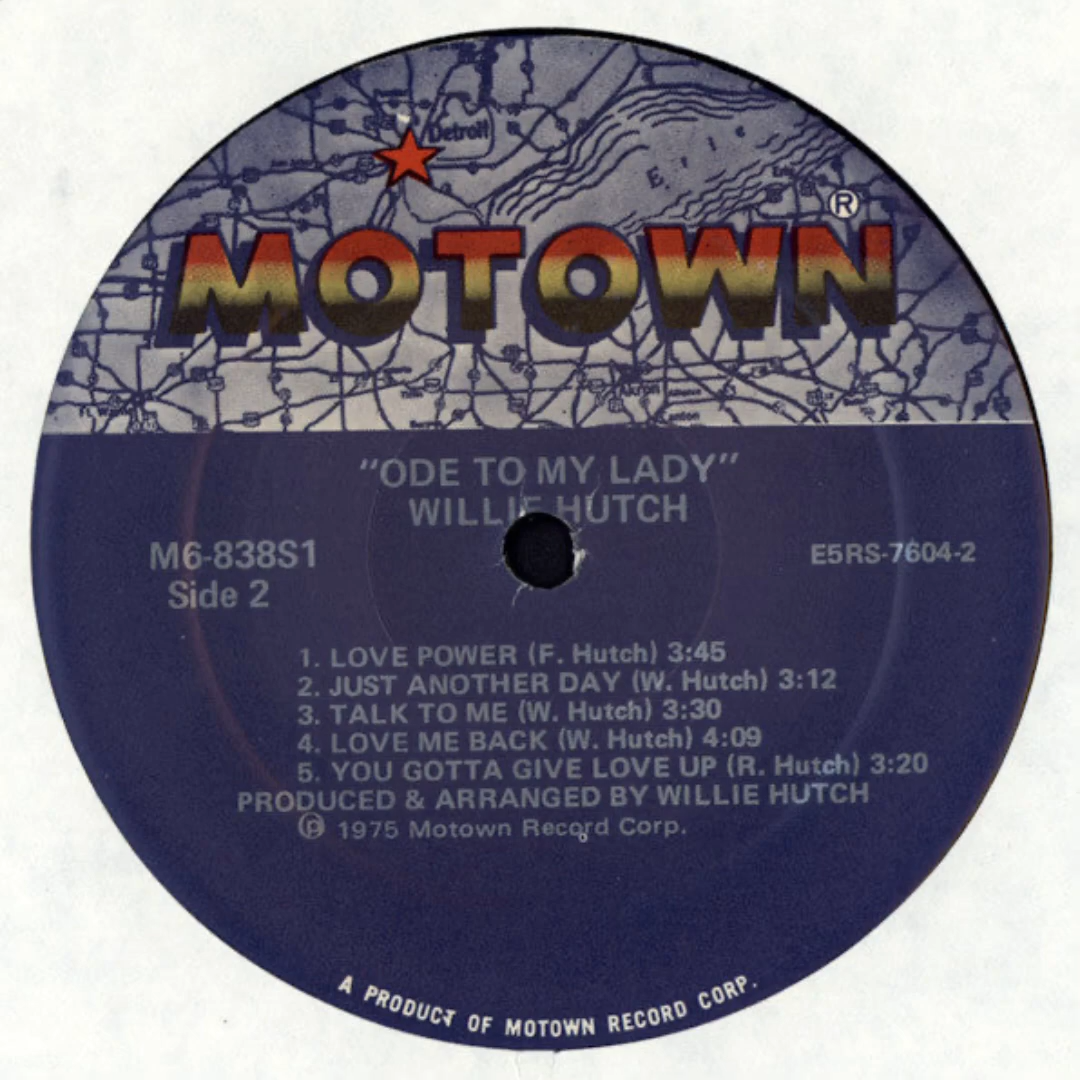 Detroit
Erie
®
MOTOWN
Akron
Canton
"ODE TO MY LADY"
WILLIE HUTCH
M6-838S1
E5RS-7604-2
Side 2
1. LOVE POWER (F. Hutch) 3:45
2. JUST ANOTHER DAY (W. Hutch) 3:12
3. TALK TO ME (W. Hutch) 3:30
4. LOVE ME BACK (W. Hutch) 4:09
5. YOU GOTTA GIVE LOVE UP (R. Hutch) 3:20
PRODUCED & ARRANGED BY WILLIE HUTCH
℗ 1975 Motown Record Corp.
A PRODUCT OF MOTOWN RECORD CORP.